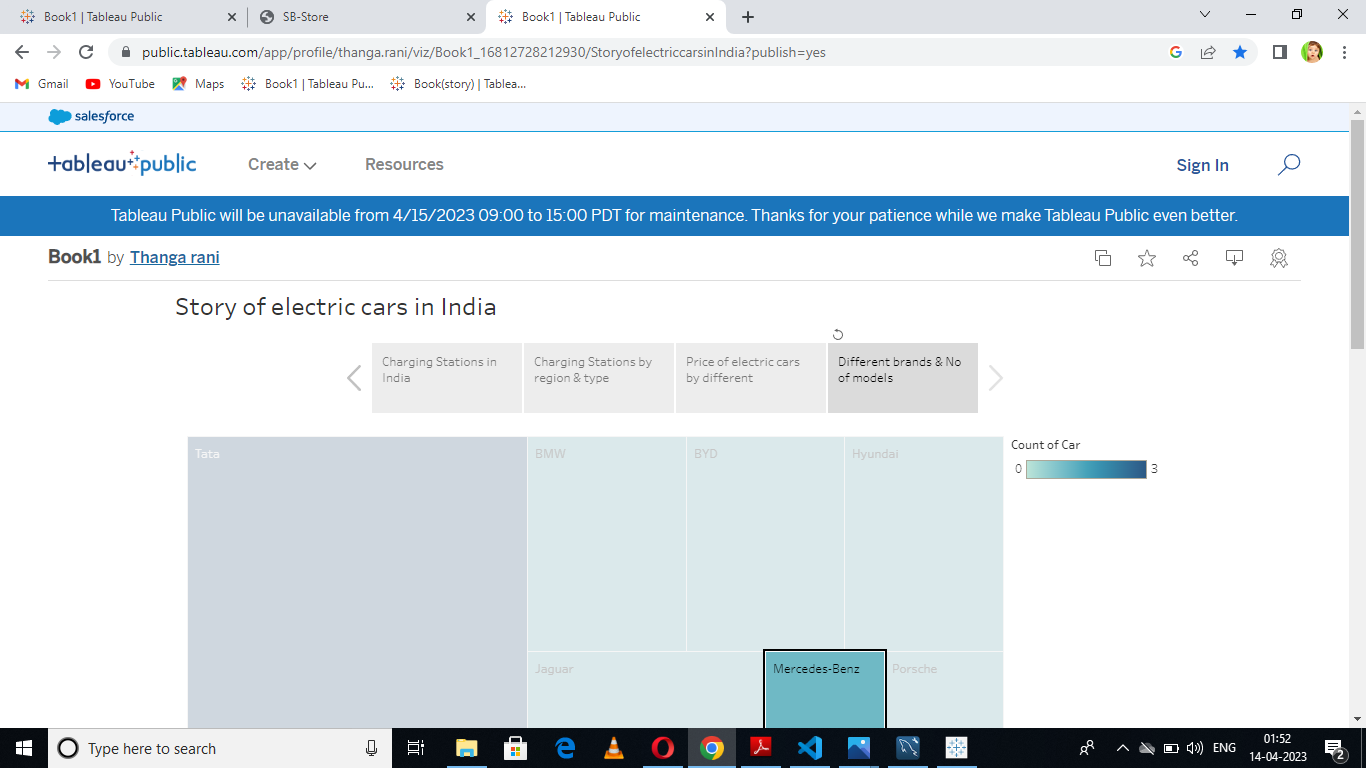 Book1 | Tableau Public
SB-Store
Book1 | Tableau Public
public.tableau.com/app/profile/thanga.rani/viz/Book1_16812728212930/StoryofelectriccarsinIndia?publish=yes
Gmail
YouTube
Maps
Book1 | Tableau Pu...
Book(story) | Tablea...
salesforce
+ableau+public
Create
Resources
Sign In
Tableau Public will be unavailable from 4/15/2023 09:00 to 15:00 PDT for maintenance. Thanks for your patience while we make Tableau Public even better.
Book1 by Thanga rani
Story of electric cars in India
Charging Stations in
India
Charging Stations by
region & type
Price of electric cars
by different
Different brands & No
of models
Tata
BMW
BYD
Hyundai
Count of Car
0
3
Jaguar
Mercedes-Benz
Porsche
Type here to search
ENG
01:52
14-04-2023
2